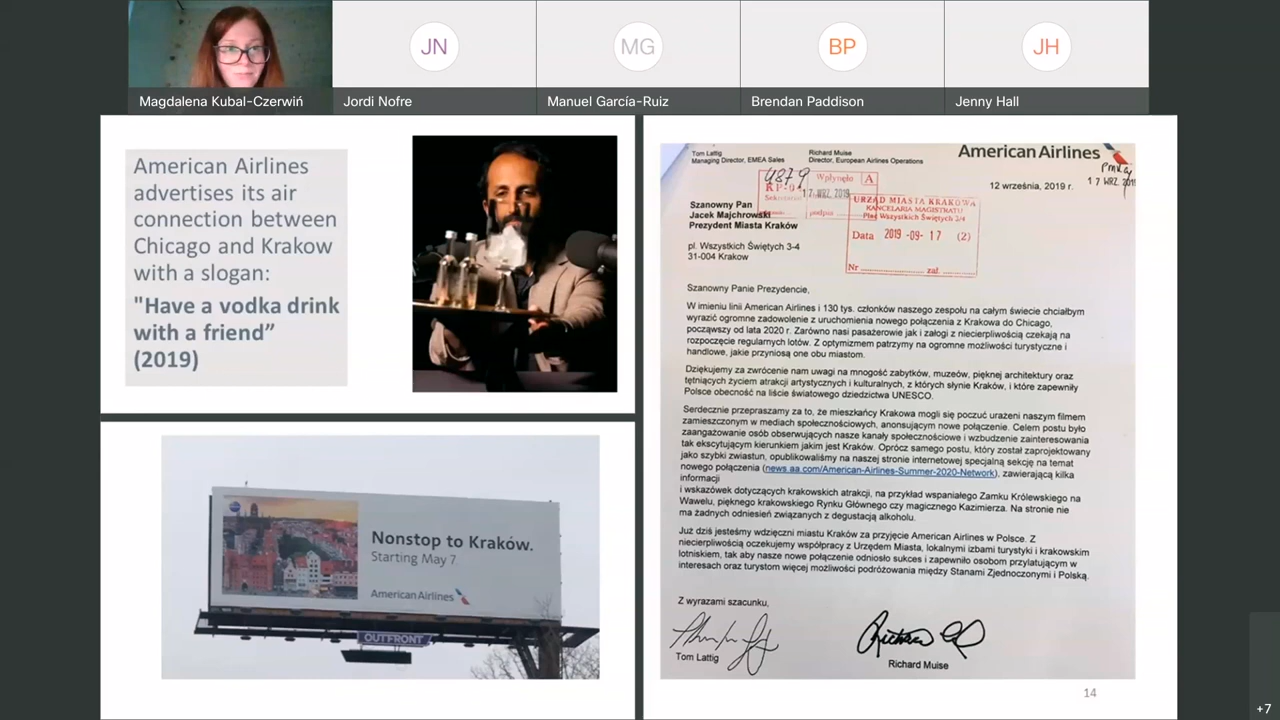 JN
MG
BP
JH
Magdalena Kubal-Czerwiń
Jordi Nofre
Manuel García-Ruiz
Brendan Paddison
Jenny Hall
American Airlines
advertises its air
connection between
Chicago and Krakow
with a slogan:
"Have a vodka drink
with a friend”
(2019)
Nonstop to Kraków.
Starting May 7
American Airlines
OUTFRONT
Tom Lattig
Managing Director, EMEA Sales
Richard Muise
Director, European Airlines Operations
American Airlines
12 września, 2019 r.
17 WRZ. 2019
Wpłynęło A
17 WRZ 2019
URZĄD MIASTA KRAKOWA
KANCELARIA MAGISTRATU
Plac Wszystkich Świętych 3/4
Data 2019 -09- 17 (2)
Nr zał.
Szanowny Pan
Jacek Majchrowski
Prezydent Miasta Kraków
pl. Wszystkich Świętych 3-4
31-004 Krakow
Szanowny Panie Prezydencie,
W imieniu linii American Airlines i 130 tys. członków naszego zespołu na całym świecie chciałbym
wyrazić ogromne zadowolenie z uruchomienia nowego połączenia z Krakowa do Chicago,
począwszy od lata 2020 r. Zarówno nasi pasażerowie jak i załogi z niecierpliwością czekają na
rozpoczęcie regularnych lotów. Z optymizmem patrzymy na ogromne możliwości turystyczne i
handlowe, jakie przyniosą one obu miastom.
Dziękujemy za zwrócenie nam uwagi na mnogość zabytków, muzeów, pięknej architektury oraz
tętniących życiem atrakcji artystycznych i kulturalnych, z których słynie Kraków, i które zapewniły
Polsce obecność na liście światowego dziedzictwa UNESCO.
Serdecznie przepraszamy za to, że mieszkańcy Krakowa mogli się poczuć urażeni naszym filmem
zamieszczonym w mediach społecznościowych, anonsującym nowe połączenie. Celem postu było
zaangażowanie osób obserwujących nasze kanały społecznościowe i wzbudzenie zainteresowania
tak ekscytującym kierunkiem jakim jest Kraków. Oprócz samego postu, który został zaprojektowany
jako szybki zwiastun, opublikowaliśmy na naszej stronie internetowej specjalną sekcję na temat
nowego połączenia (news.aa.com/American-Airlines-Summer-2020-Network), zawierającą kilka
informacji
i wskazówek dotyczących krakowskich atrakcji, na przykład wspaniałego Zamku Królewskiego na
Wawelu, pięknego krakowskiego Rynku Głównego czy magicznego Kazimierza. Na stronie nie
ma żadnych odniesień związanych z degustacją alkoholu.
Już dziś jesteśmy wdzięczni miastu Kraków za przyjęcie American Airlines w Polsce. Z
niecierpliwością oczekujemy współpracy z Urzędem Miasta, lokalnymi izbami turystyki i krakowskim
lotniskiem, tak aby nasze nowe połączenie odniosło sukces i zapewniło osobom przylatującym w
interesach oraz turystom więcej możliwości podróżowania między Stanami Zjednoczonymi i Polską.
Z wyrazami szacunku,
Tom Lattig
Richard Muise
14
+7